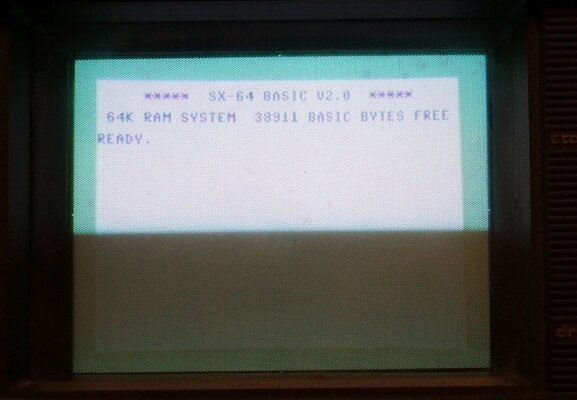 *****  SX-64 BASIC V2.0  *****
64K RAM SYSTEM  38911 BASIC BYTES FREE
READY.